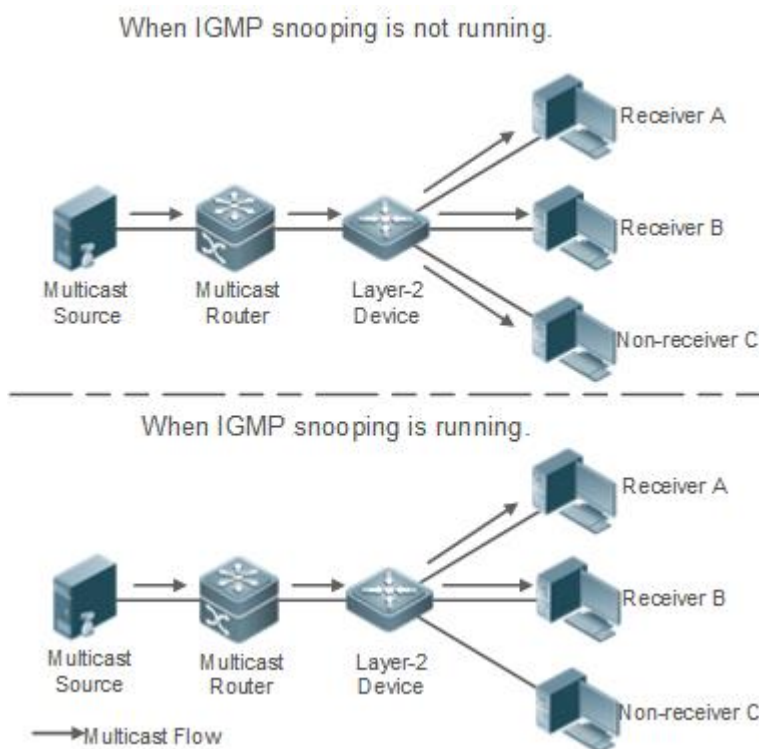 When IGMP snooping is not running.
Receiver A
Receiver B
Multicast
Source
Multicast
Router
Layer-2
Device
Non-receiver C
When IGMP snooping is running.
Receiver A
Receiver B
Multicast
Source
Multicast
Router
Layer-2
Device
Non-receiver C
Multicast Flow